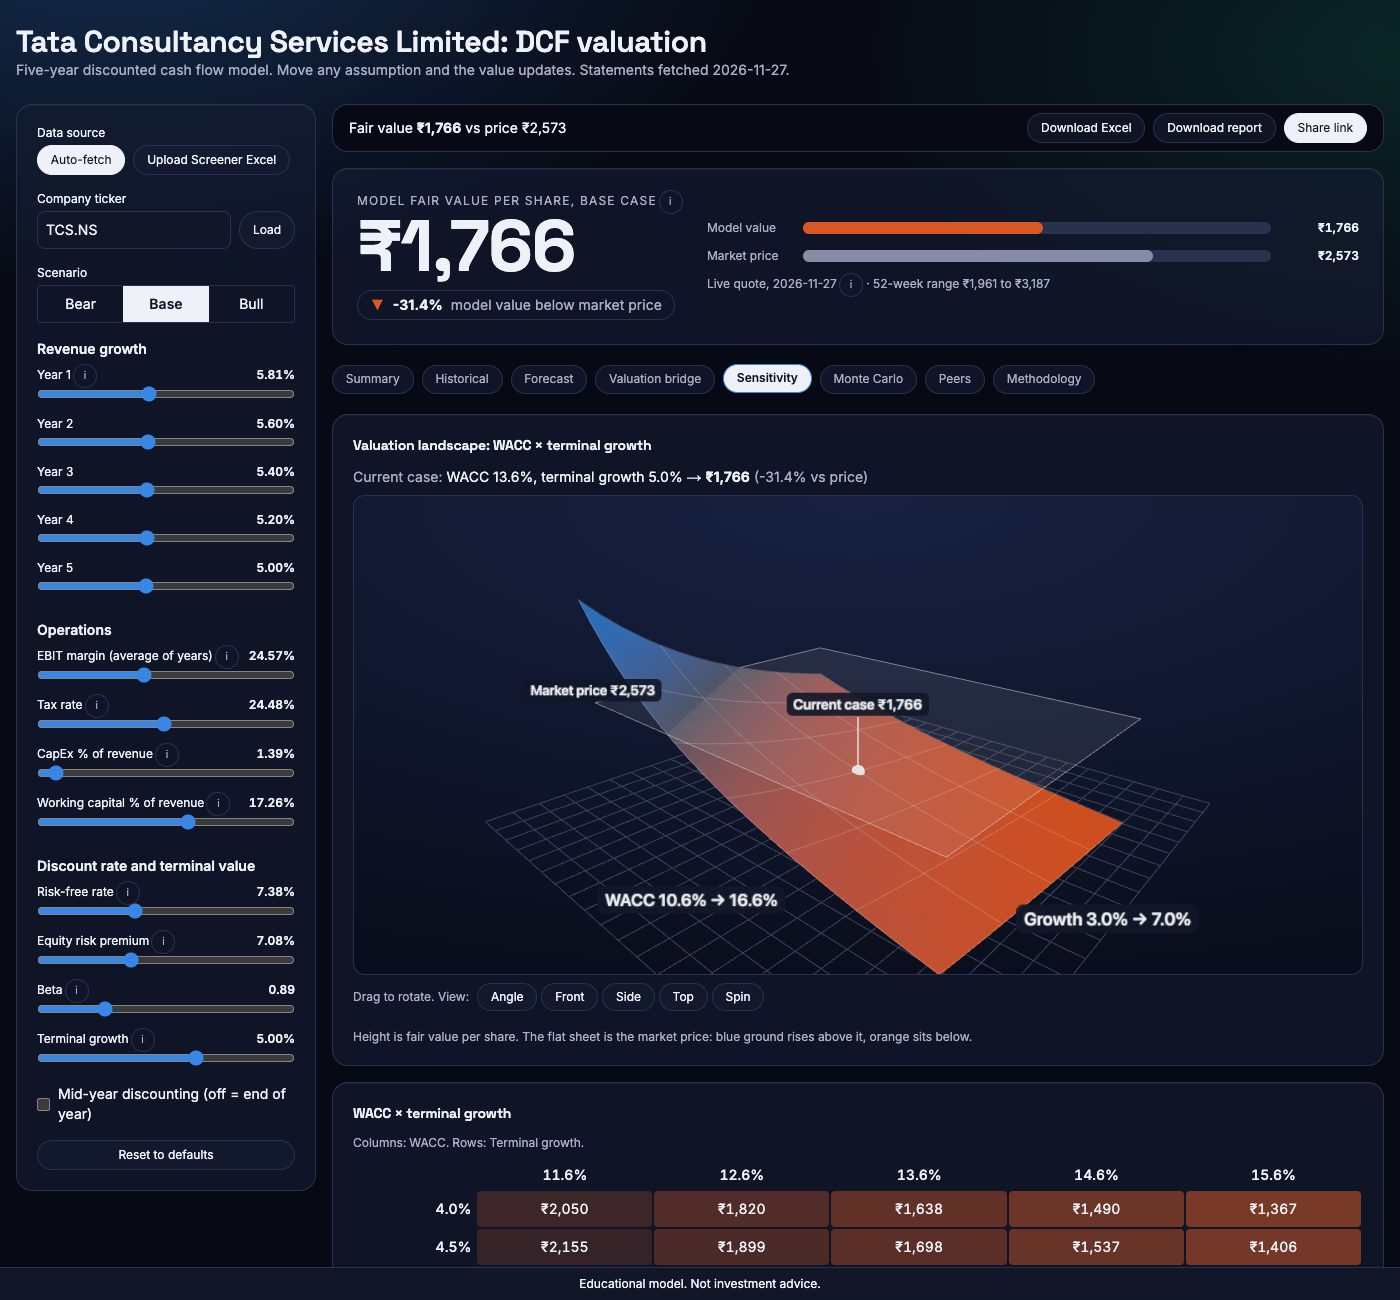 Tata Consultancy Services Limited: DCF valuation
Five-year discounted cash flow model. Move any assumption and the value updates. Statements fetched 2026-11-27.
Data source
Auto-fetch
Upload Screener Excel
Company ticker
TCS.NS
Load
Scenario
Bear
Base
Bull
Revenue growth
Year 1 i 5.81%
Year 2 5.60%
Year 3 5.40%
Year 4 5.20%
Year 5 5.00%
Operations
EBIT margin (average of years) i 24.57%
Tax rate i 24.48%
CapEx % of revenue i 1.39%
Working capital % of revenue i 17.26%
Discount rate and terminal value
Risk-free rate i 7.38%
Equity risk premium i 7.08%
Beta i 0.89
Terminal growth i 5.00%
Mid-year discounting (off = end of
year)
Reset to defaults
Fair value ₹1,766 vs price ₹2,573
Download Excel
Download report
Share link
MODEL FAIR VALUE PER SHARE, BASE CASE i
₹1,766
▼ -31.4% model value below market price
Model value ₹1,766
Market price ₹2,573
Live quote, 2026-11-27 i · 52-week range ₹1,961 to ₹3,187
Summary
Historical
Forecast
Valuation bridge
Sensitivity
Monte Carlo
Peers
Methodology
Valuation landscape: WACC × terminal growth
Current case: WACC 13.6%, terminal growth 5.0% → ₹1,766 (-31.4% vs price)
Market price ₹2,573
Current case ₹1,766
WACC 10.6% → 16.6%
Growth 3.0% → 7.0%
Drag to rotate. View:
Angle
Front
Side
Top
Spin
Height is fair value per share. The flat sheet is the market price: blue ground rises above it, orange sits below.
WACC × terminal growth
Columns: WACC. Rows: Terminal growth.
11.6% 12.6% 13.6% 14.6% 15.6%
4.0% ₹2,050 ₹1,820 ₹1,638 ₹1,490 ₹1,367
4.5% ₹2,155 ₹1,899 ₹1,698 ₹1,537 ₹1,406
Educational model. Not investment advice.